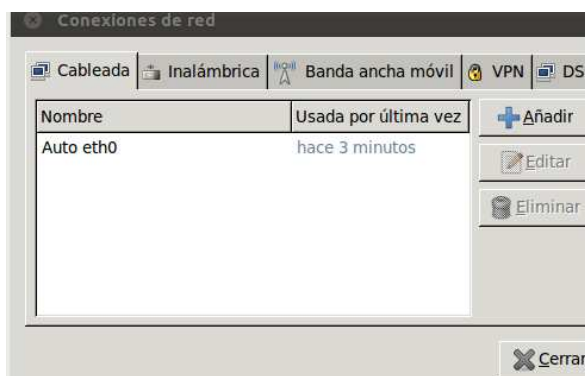 Conexiones de red
Cableada Inalámbrica Banda ancha móvil VPN DS
Nombre Usada por última vez Añadir
Auto eth0 hace 3 minutos
Editar
Eliminar
Cerrar